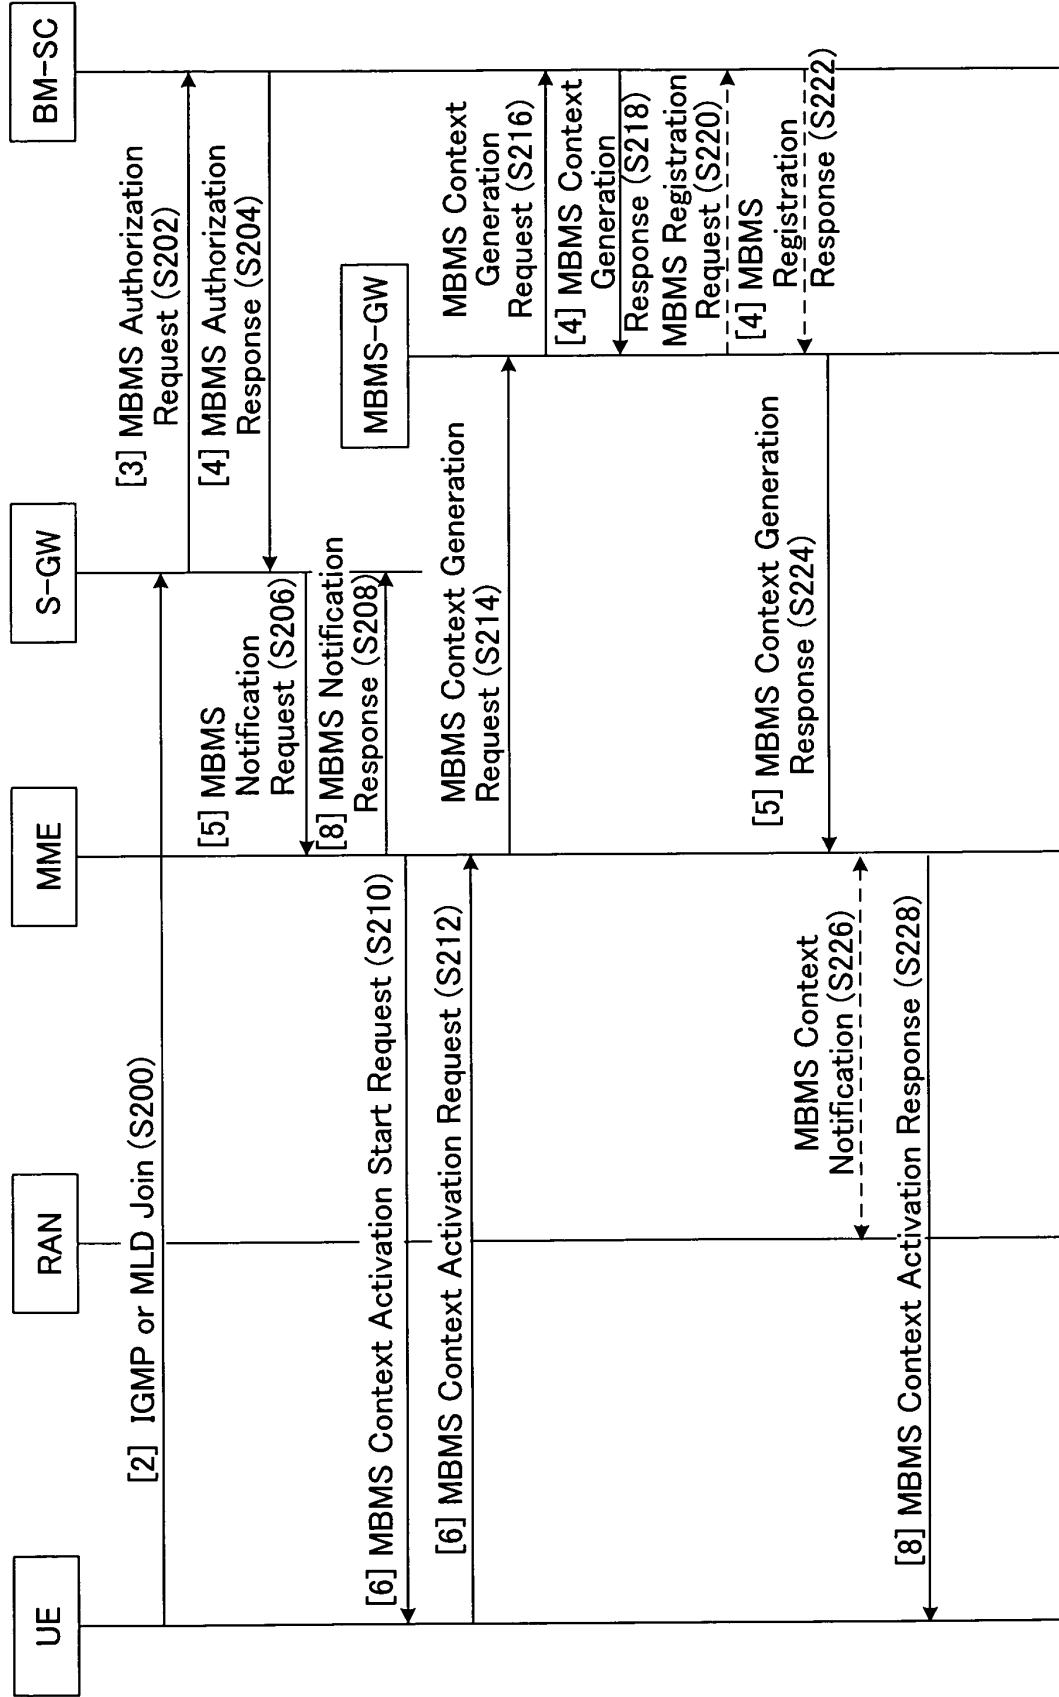 UE
RAN
MME
S-GW
BM-SC
[2] IGMP or MLD Join (S200)
[3] MBMS Authorization
Request (S202)
[4] MBMS Authorization
Response (S204)
[5] MBMS
Notification
Request (S206)
[8] MBMS Notification
Response (S208)
MBMS-GW
[6] MBMS Context Activation Start Request (S210)
[6] MBMS Context Activation Request (S212)
MBMS Context Generation
Request (S214)
MBMS Context
Generation
Request (S216)
[4] MBMS Context
Generation
Response (S218)
MBMS Registration
Request (S220)
[4] MBMS
Registration
Response (S222)
[5] MBMS Context Generation
Response (S224)
MBMS Context
Notification (S226)
[8] MBMS Context Activation Response (S228)